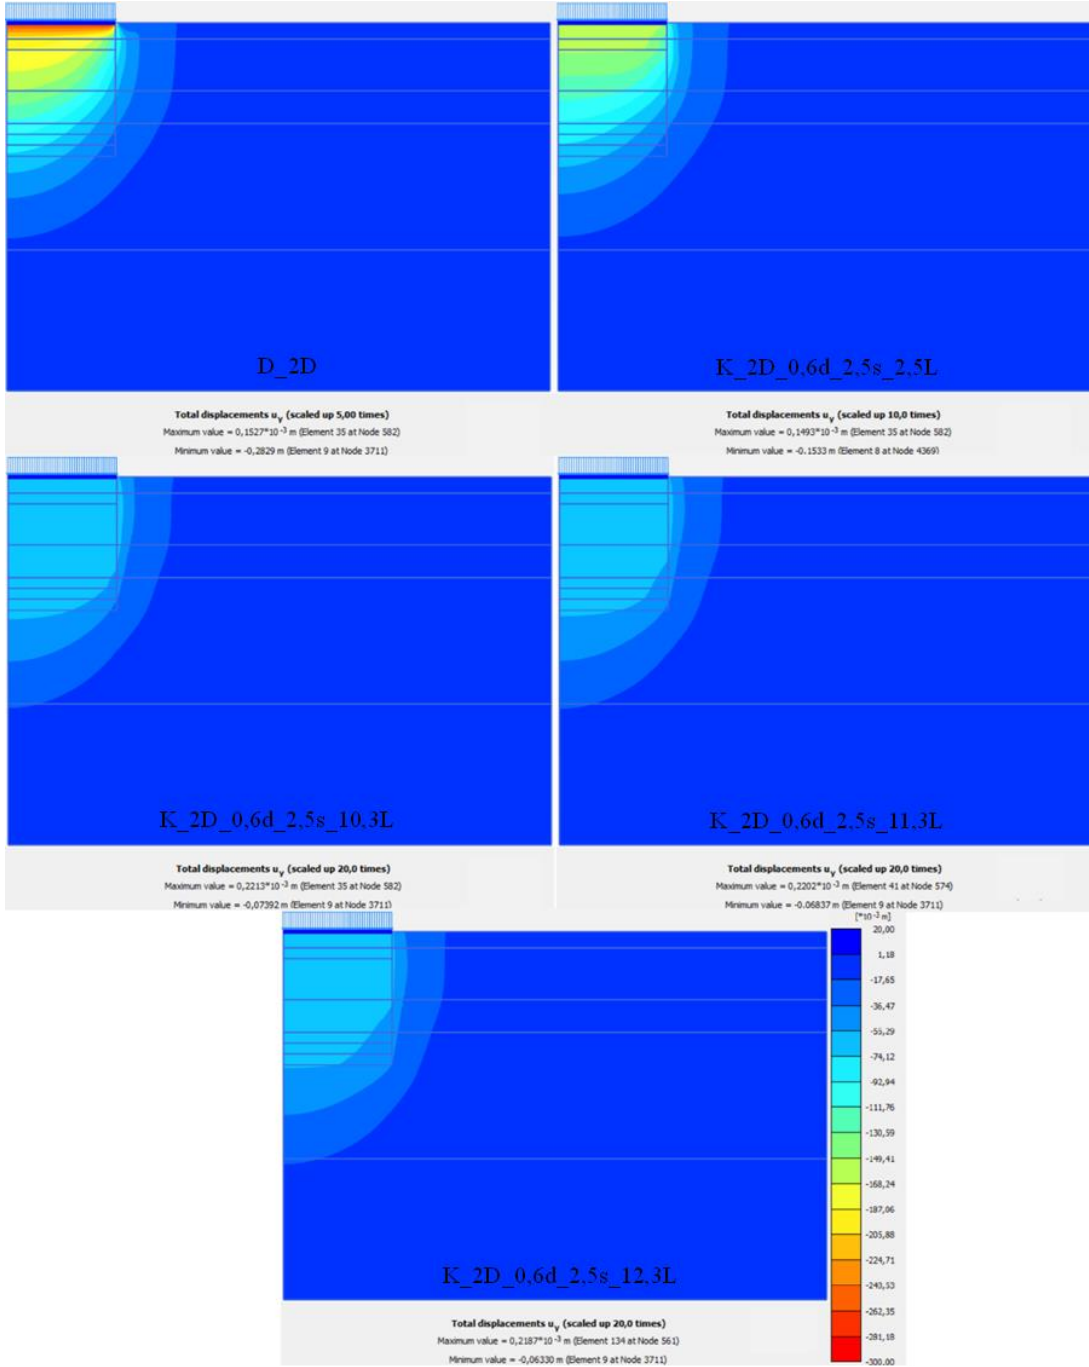 D_2D
Total displacements uy (scaled up 5,00 times)
Maximum value = 0,1527*10-3 m (Element 35 at Node 582)
Minimum value = -0,2829 m (Element 9 at Node 3711)
K_2D_0,6d_2,5s_2,5L
Total displacements uy (scaled up 10,0 times)
Maximum value = 0,1493*10-3 m (Element 35 at Node 582)
Minimum value = -0.1533 m (Element 8 at Node 4369)
K_2D_0,6d_2,5s_10,3L
Total displacements uy (scaled up 20,0 times)
Maximum value = 0,2213*10-3 m (Element 35 at Node 582)
Minimum value = -0,07392 m (Element 9 at Node 3711)
K_2D_0,6d_2,5s_11,3L
Total displacements uy (scaled up 20,0 times)
Maximum value = 0,2202*10-3 m (Element 41 at Node 574)
Minimum value = -0.06837 m (Element 9 at Node 3711)
K_2D_0,6d_2,5s_12,3L
Total displacements uy (scaled up 20,0 times)
Maximum value = 0,2187*10-3 m (Element 134 at Node 561)
Minimum value = -0,06330 m (Element 9 at Node 3711)
[*10-3 m]
20,00
1,18
-17,65
-36,47
-55,29
-74,12
-92,94
-111,76
-130,59
-149,41
-168,24
-187,06
-205,88
-224,71
-243,53
-262,35
-281,18
-300,00